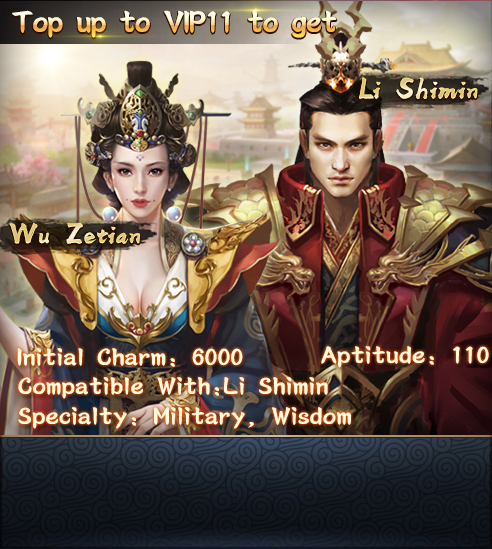 Top up to VIP11 to get
Li Shimin
Wu Zetian
Initial Charm: 6000
Aptitude: 110
Compatible With:Li Shimin
Specialty: Military, Wisdom